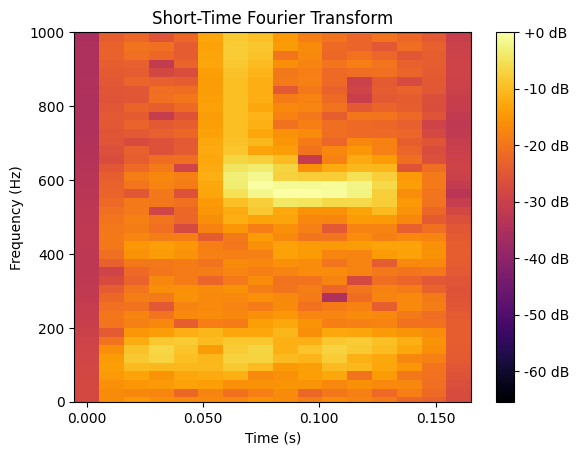 Short-Time Fourier Transform
1000
800
600
400
200
0
Frequency (Hz)
0.000
0.050
0.100
0.150
Time (s)
+0 dB
-10 dB
-20 dB
-30 dB
-40 dB
-50 dB
-60 dB